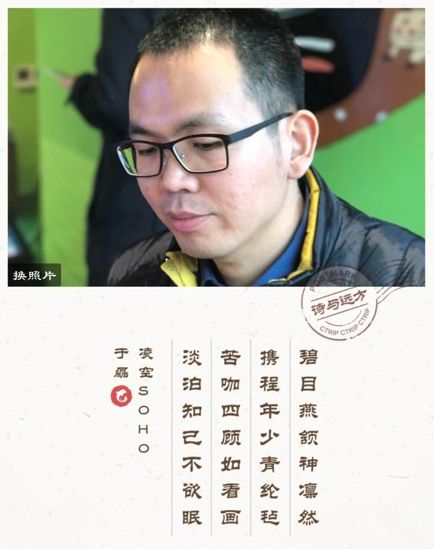 换照片
POSTMARK
诗与远方
CTRIP CTRIP CTRIP
碧目燕颔神凛然
携程年少青纶毡
苦咖四顾如看画
淡泊知己不欲眠
凌空SOHO
于磊